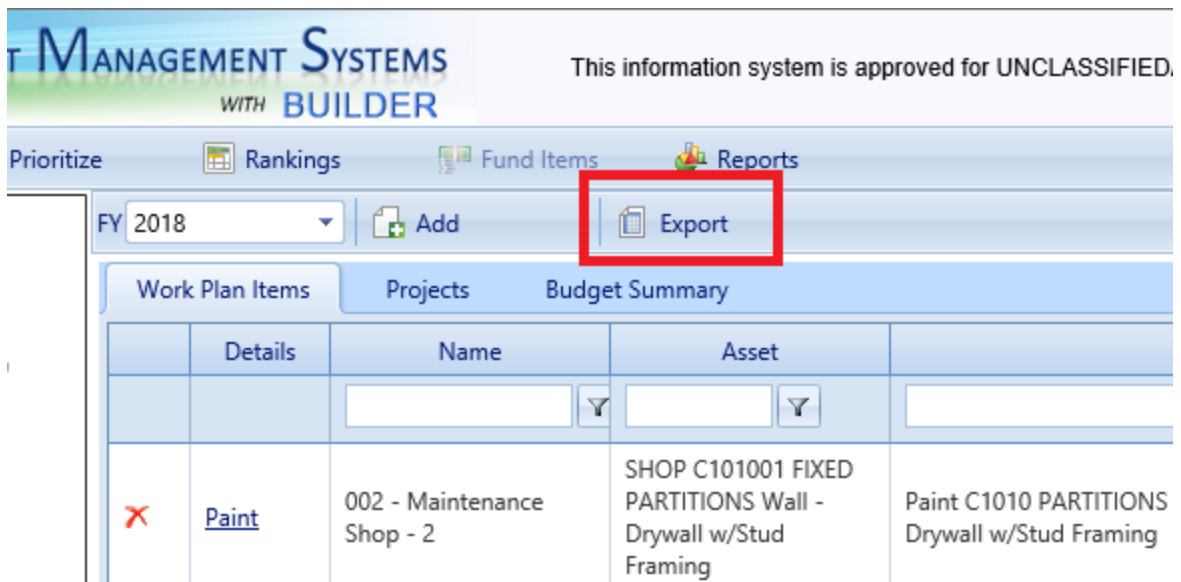 T MANAGEMENT SYSTEMS
WITH BUILDER
This information system is approved for UNCLASSIFIED
Prioritize
Rankings
Fund Items
Reports
FY 2018
Add
Export
Work Plan Items
Projects
Budget Summary
Details
Name
Asset
Paint
002 - Maintenance
Shop - 2
SHOP C101001 FIXED
PARTITIONS Wall -
Drywall w/Stud
Framing
Paint C1010 PARTITIONS
Drywall w/Stud Framing